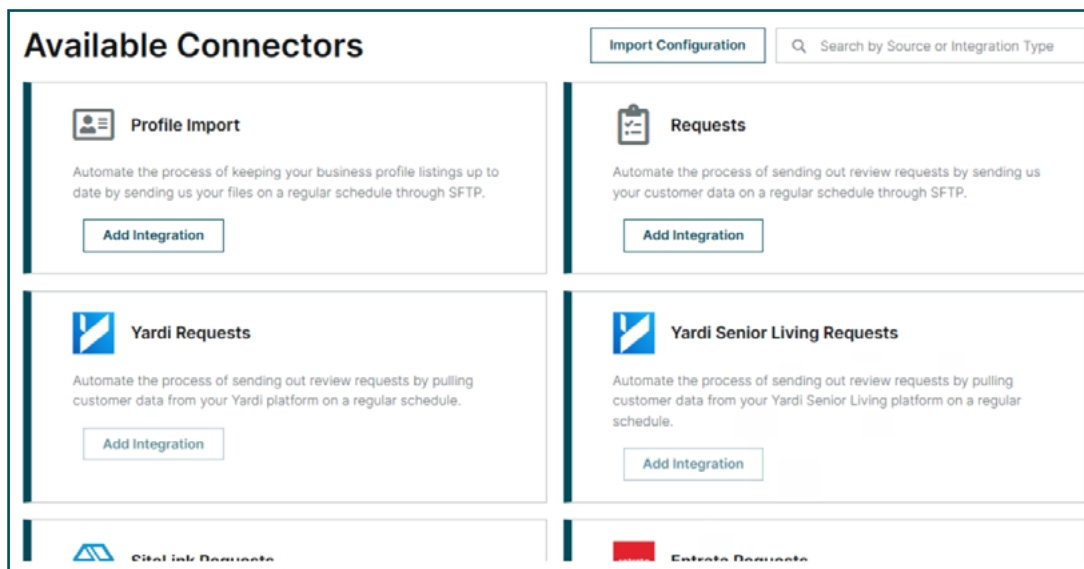 Available Connectors
Import Configuration
Search by Source or Integration Type
Profile Import
Automate the process of keeping your business profile listings up to
date by sending us your files on a regular schedule through SFTP.
Add Integration
Requests
Automate the process of sending out review requests by sending us
your customer data on a regular schedule through SFTP.
Add Integration
Yardi Requests
Automate the process of sending out review requests by pulling
customer data from your Yardi platform on a regular schedule.
Add Integration
Yardi Senior Living Requests
Automate the process of sending out review requests by pulling
customer data from your Yardi Senior Living platform on a regular
schedule.
Add Integration
SiteLink Requests
Entrata Requests